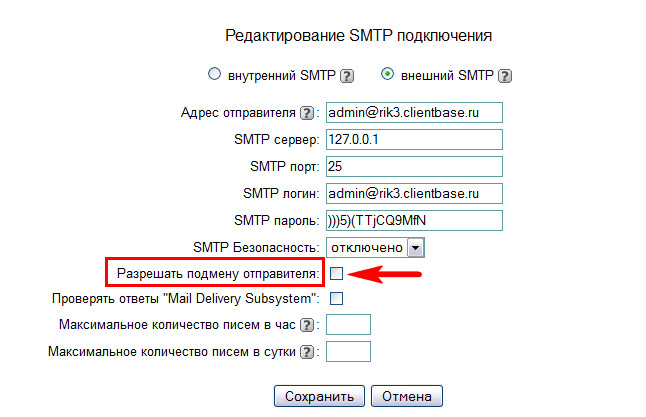 Редактирование SMTP подключения
внутренний SMTP ? внешний SMTP ?
Адрес отправителя ? : admin@rik3.clientbase.ru
SMTP сервер: 127.0.0.1
SMTP порт: 25
SMTP логин: admin@rik3.clientbase.ru
SMTP пароль: )))5)(TTjCQ9MfN
SMTP Безопасность: отключено
Разрешать подмену отправителя:
Проверять ответы "Mail Delivery Subsystem":
Максимальное количество писем в час ? :
Максимальное количество писем в сутки ? :
Сохранить Отмена